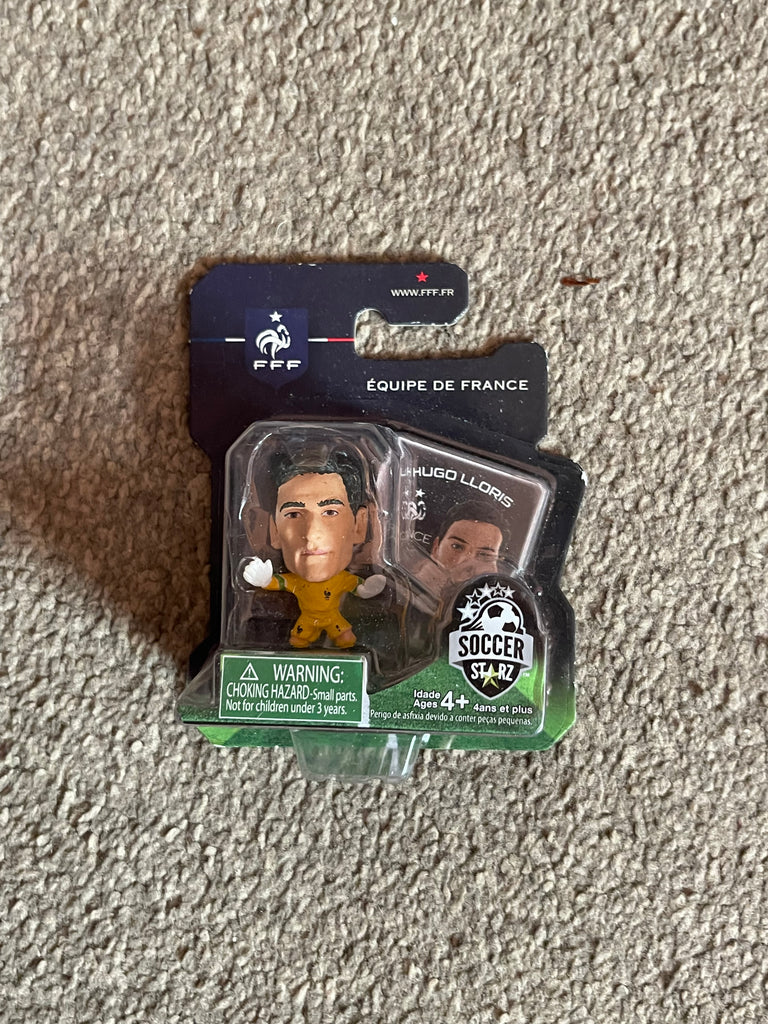 WWW.FFF.FR
FFF
ÉQUIPE DE FRANCE
HUGO LLORIS
NCE
SOCCER
STARZ
WARNING:
CHOKING HAZARD-Small parts.
Not for children under 3 years.
Idade
Ages 4+ 4ans et plus
Perigo de asfixia devido a conter peças pequenas.